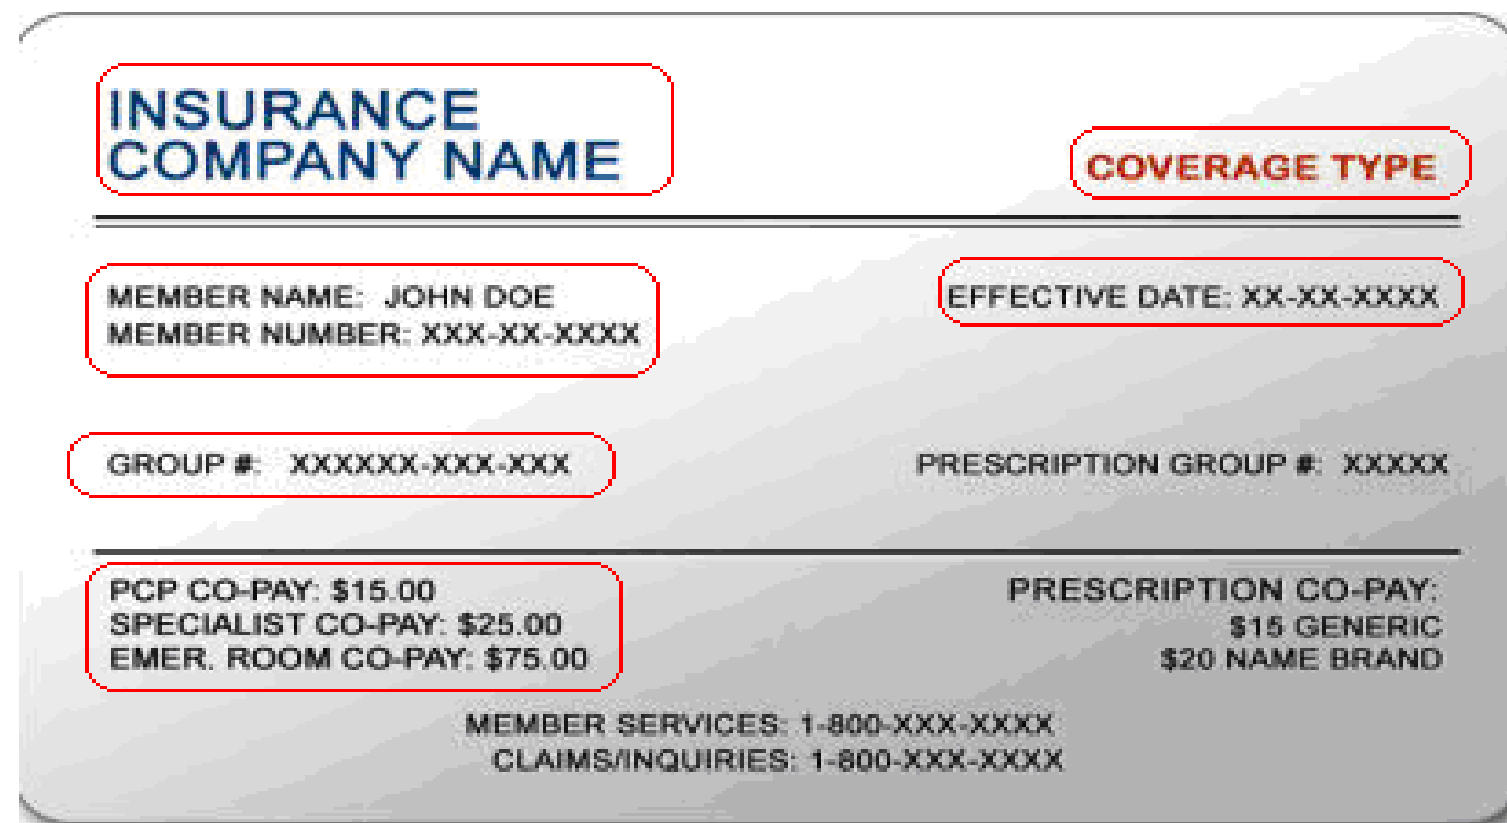 INSURANCE
COMPANY NAME
COVERAGE TYPE
MEMBER NAME: JOHN DOE
MEMBER NUMBER: XXX-XX-XXXX
EFFECTIVE DATE: XX-XX-XXXX
GROUP #: XXXXXX-XXX-XXX
PRESCRIPTION GROUP #: XXXXX
PCP CO-PAY: $15.00
SPECIALIST CO-PAY: $25.00
EMER. ROOM CO-PAY: $75.00
PRESCRIPTION CO-PAY:
$15 GENERIC
$20 NAME BRAND
MEMBER SERVICES: 1-800-XXX-XXXX
CLAIMS/INQUIRIES: 1-800-XXX-XXXX